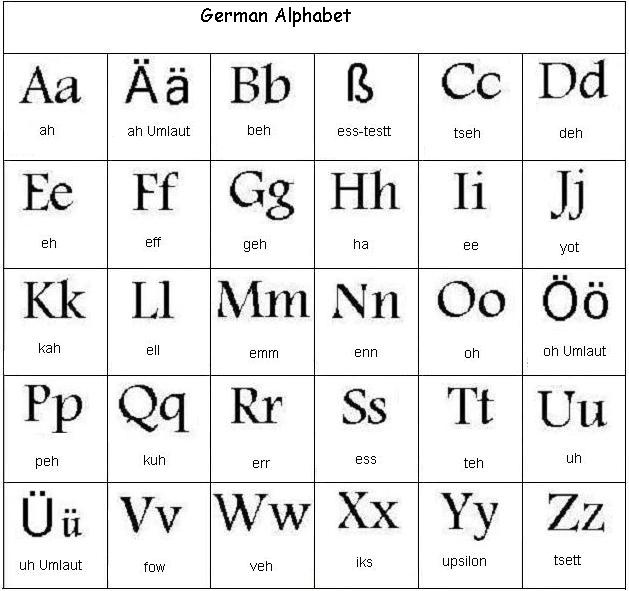 German Alphabet
Aa Ää Bb ß Cc Dd
ah ah Umlaut beh ess-testt tseh deh
Ee Ff Gg Hh Ii Jj
eh eff geh ha ee yot
Kk Ll Mm Nn Oo Öö
kah ell emm enn oh oh Umlaut
Pp Qq Rr Ss Tt Uu
peh kuh err ess teh uh
Üü Vv Ww Xx Yy Zz
uh Umlaut fow veh iks upsilon tsett